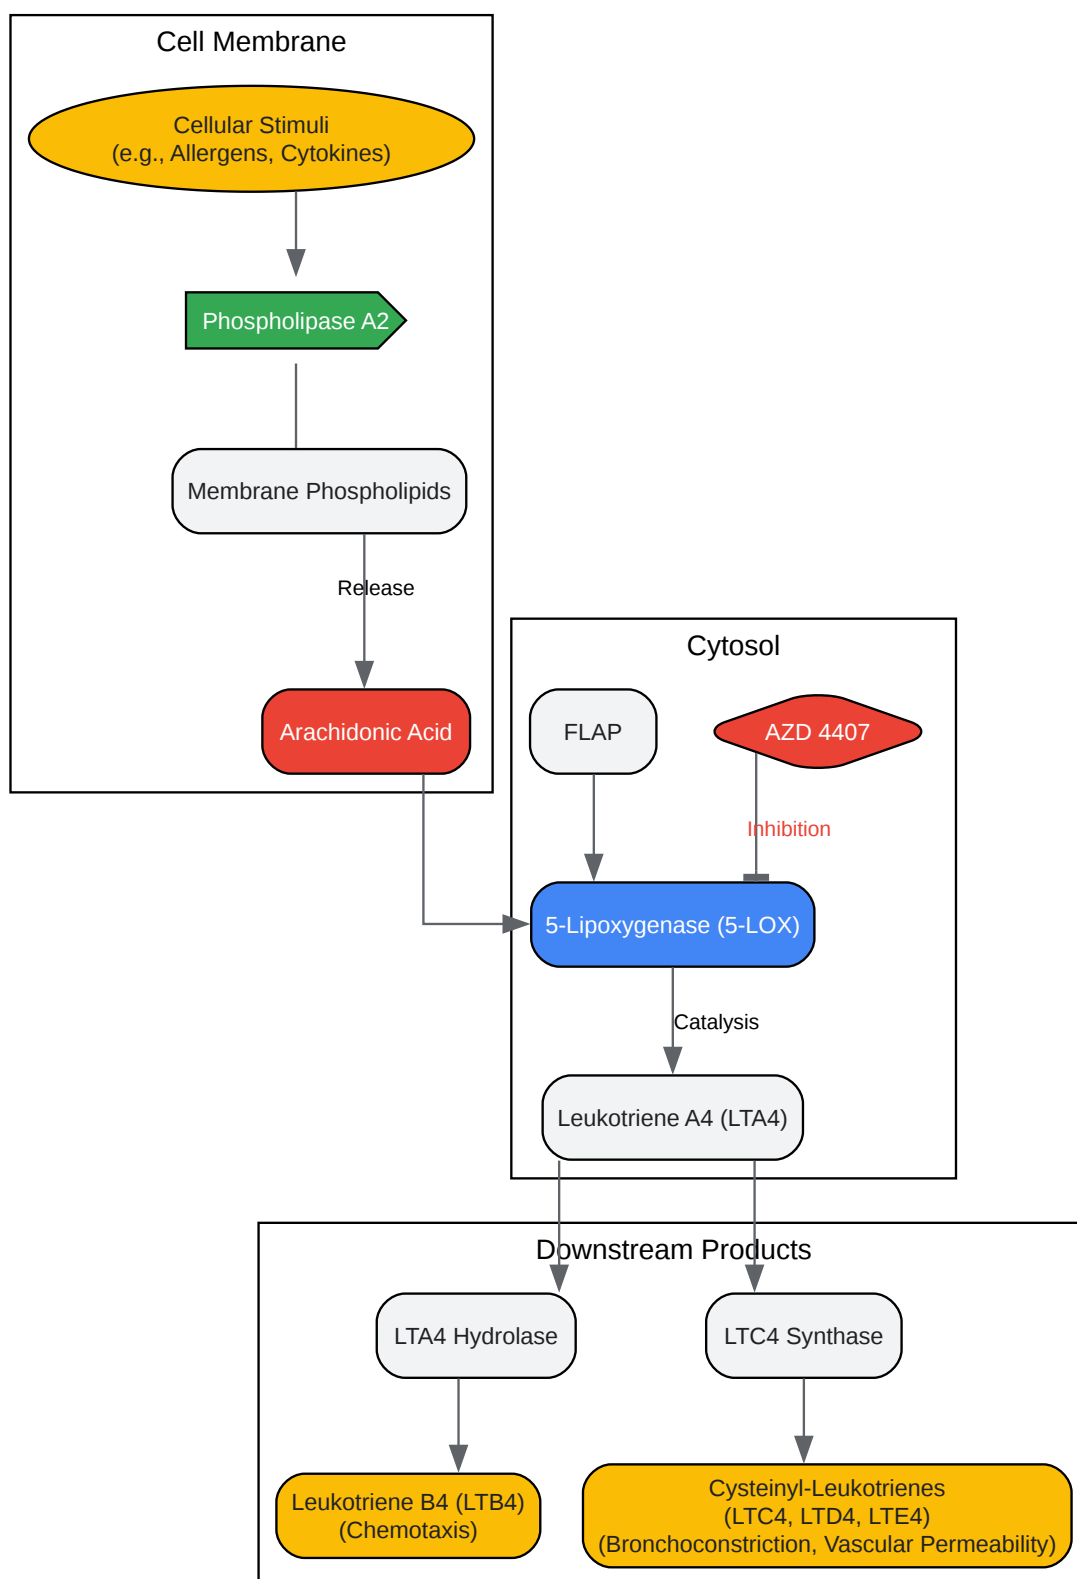 Cell Membrane
Cellular Stimuli
(e.g., Allergens, Cytokines)
Phospholipase A2
Membrane Phospholipids
Release
Arachidonic Acid
Cytosol
FLAP
AZD 4407
Inhibition
5-Lipoxygenase (5-LOX)
Catalysis
Leukotriene A4 (LTA4)
Downstream Products
LTA4 Hydrolase
LTC4 Synthase
Leukotriene B4 (LTB4)
(Chemotaxis)
Cysteinyl-Leukotrienes
(LTC4, LTD4, LTE4)
(Bronchoconstriction, Vascular Permeability)